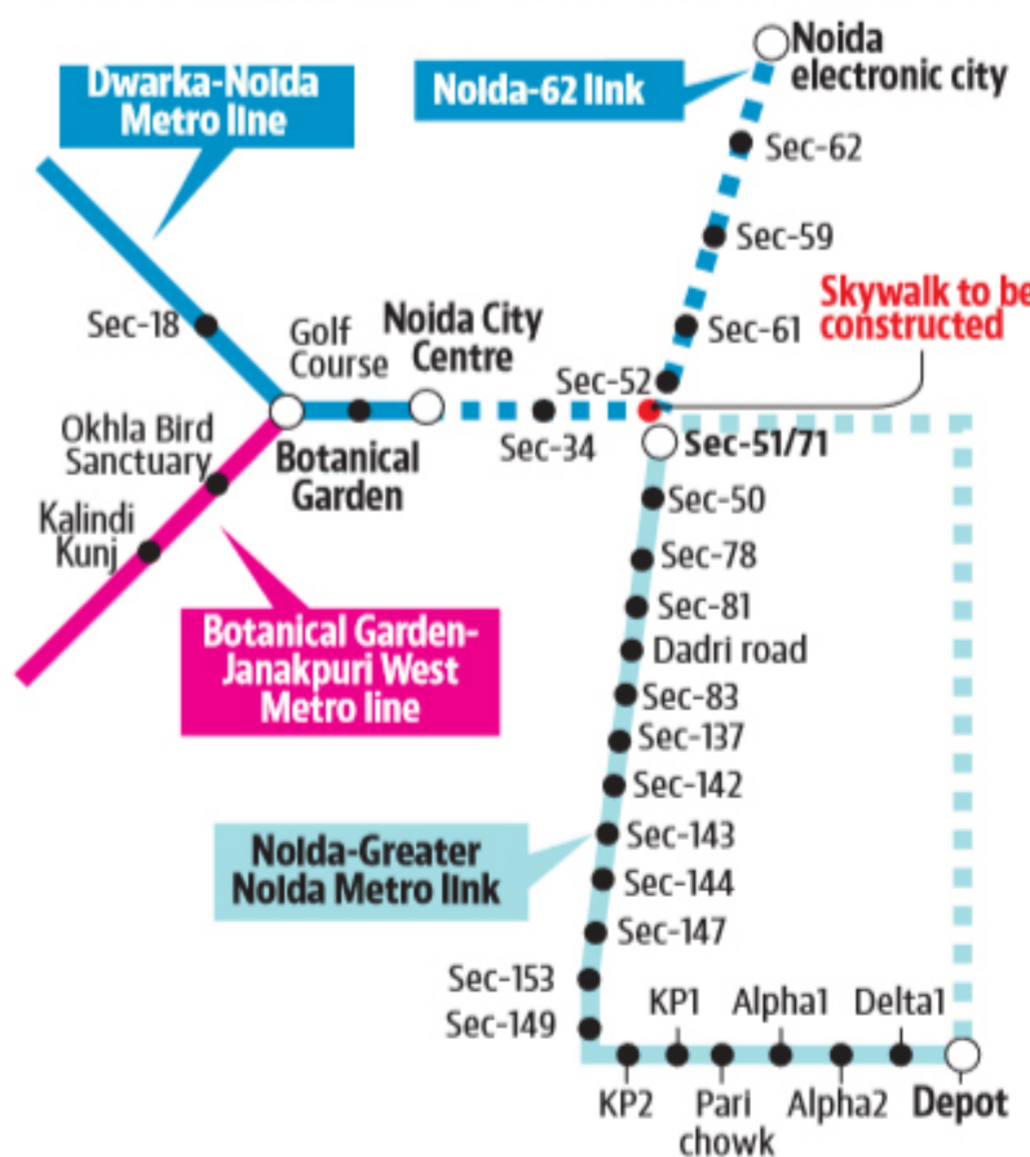 Noida
electronic city
Dwarka-Noida
Metro line
Noida-62 link
Sec-62
Sec-59
Skywalk to be
constructed
Sec-18
Golf
Course
Noida City
Centre
Sec-61
Sec-52
Okhla Bird
Sanctuary
Botanical
Garden
Sec-34
Sec-51/71
Kalindi
Kunj
Sec-50
Sec-78
Sec-81
Botanical Garden-
Janakpuri West
Metro line
Dadri road
Sec-83
Sec-137
Sec-142
Noida-Greater
Noida Metro link
Sec-143
Sec-144
Sec-147
Sec-153
Sec-149
KP1
Alpha1
Delta1
KP2
Pari
chowk
Alpha2
Depot